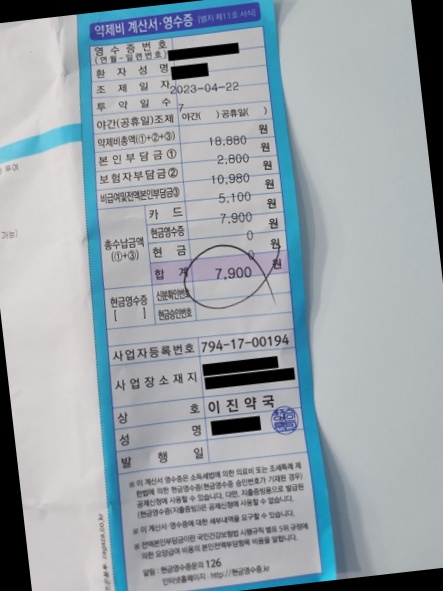 약제비 계산서·영수증 [별지 제11호 서식]
영수증번호
(연월-일련번호)
환자성명
조제일자 2023-04-22
투약일수 7
야간(공휴일)조제 야간( ) 공휴일( )
약제비총액(①+②+③) 18,880 원
본인부담금① 2,800 원
보험자부담금② 10,980 원
비급여및전액본인부담금③ 5,100 원
총수납금액
(①+③)
카드 7,900 원
현금영수증 0 원
현금 0 원
합계 7,900 원
현금영수증
[ ]
신분확인번호
현금승인번호
사업자등록번호 794-17-00194
사업장소재지
상호 이진약국
성명
발행일
※ 이 계산서 영수증은 소득세법에 의한 의료비 또는 조세특례 제
한법에 의한 현금영수증(현금영수증 승인번호가 기재된 경우)
공제신청에 사용할 수 있습니다. 다만, 지출증빙용으로 발급된
(현금영수증(지출증빙)은 공제신청에 사용할 수 없습니다.)
※ 이 계산서·영수증에 대한 세부내역을 요구할 수 있습니다.
※ 전액본인부담이란 국민건강보험법 시행규칙 별표 5위 규정에
의한 요양급여 비용의 본인전액부담항목 비용을 말합니다.
알림 : 현금영수증문의 126
인터넷홈페이지 : http://현금영수증.kr